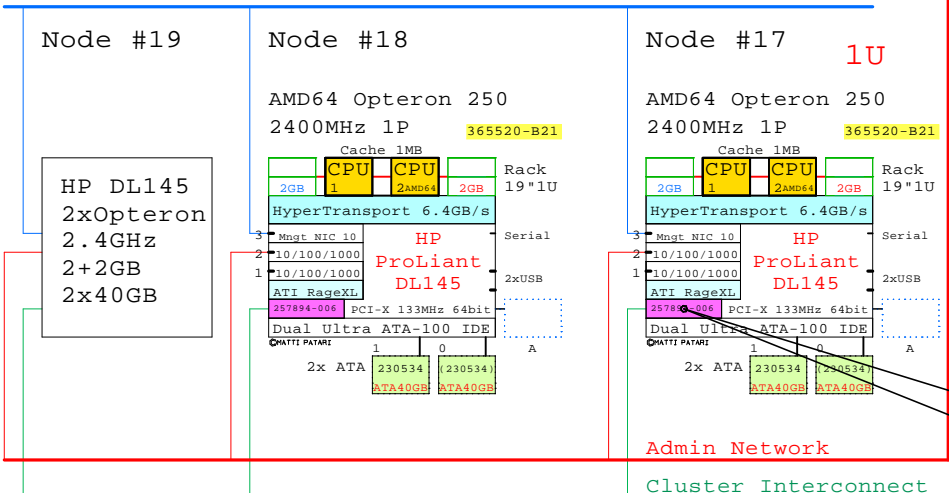 Node #19
HP DL145
2xOpteron
2.4GHz
2+2GB
2x40GB
Node #18
AMD64 Opteron 250
2400MHz 1P
365520-B21
Cache 1MB
CPU CPU
2GB 1 2AMD64 2GB
Rack
19"1U
HyperTransport 6.4GB/s
3 Mngt NIC 10
2 10/100/1000
1 10/100/1000
HP
ProLiant
DL145
Serial
2xUSB
ATI RageXL
257894-006 PCI-X 133MHz 64bit
Dual Ultra ATA-100 IDE
©MATTI PATARI
1 0
A
2x ATA
230534 (230534)
ATA40GB ATA40GB
Node #17
1U
AMD64 Opteron 250
2400MHz 1P
365520-B21
Cache 1MB
CPU CPU
2GB 1 2AMD64 2GB
Rack
19"1U
HyperTransport 6.4GB/s
3 Mngt NIC 10
2 10/100/1000
1 10/100/1000
HP
ProLiant
DL145
Serial
2xUSB
ATI RageXL
257894-006 PCI-X 133MHz 64bit
Dual Ultra ATA-100 IDE
©MATTI PATARI
1 0
A
2x ATA
230534 (230534)
ATA40GB ATA40GB
Admin Network
Cluster Interconnect